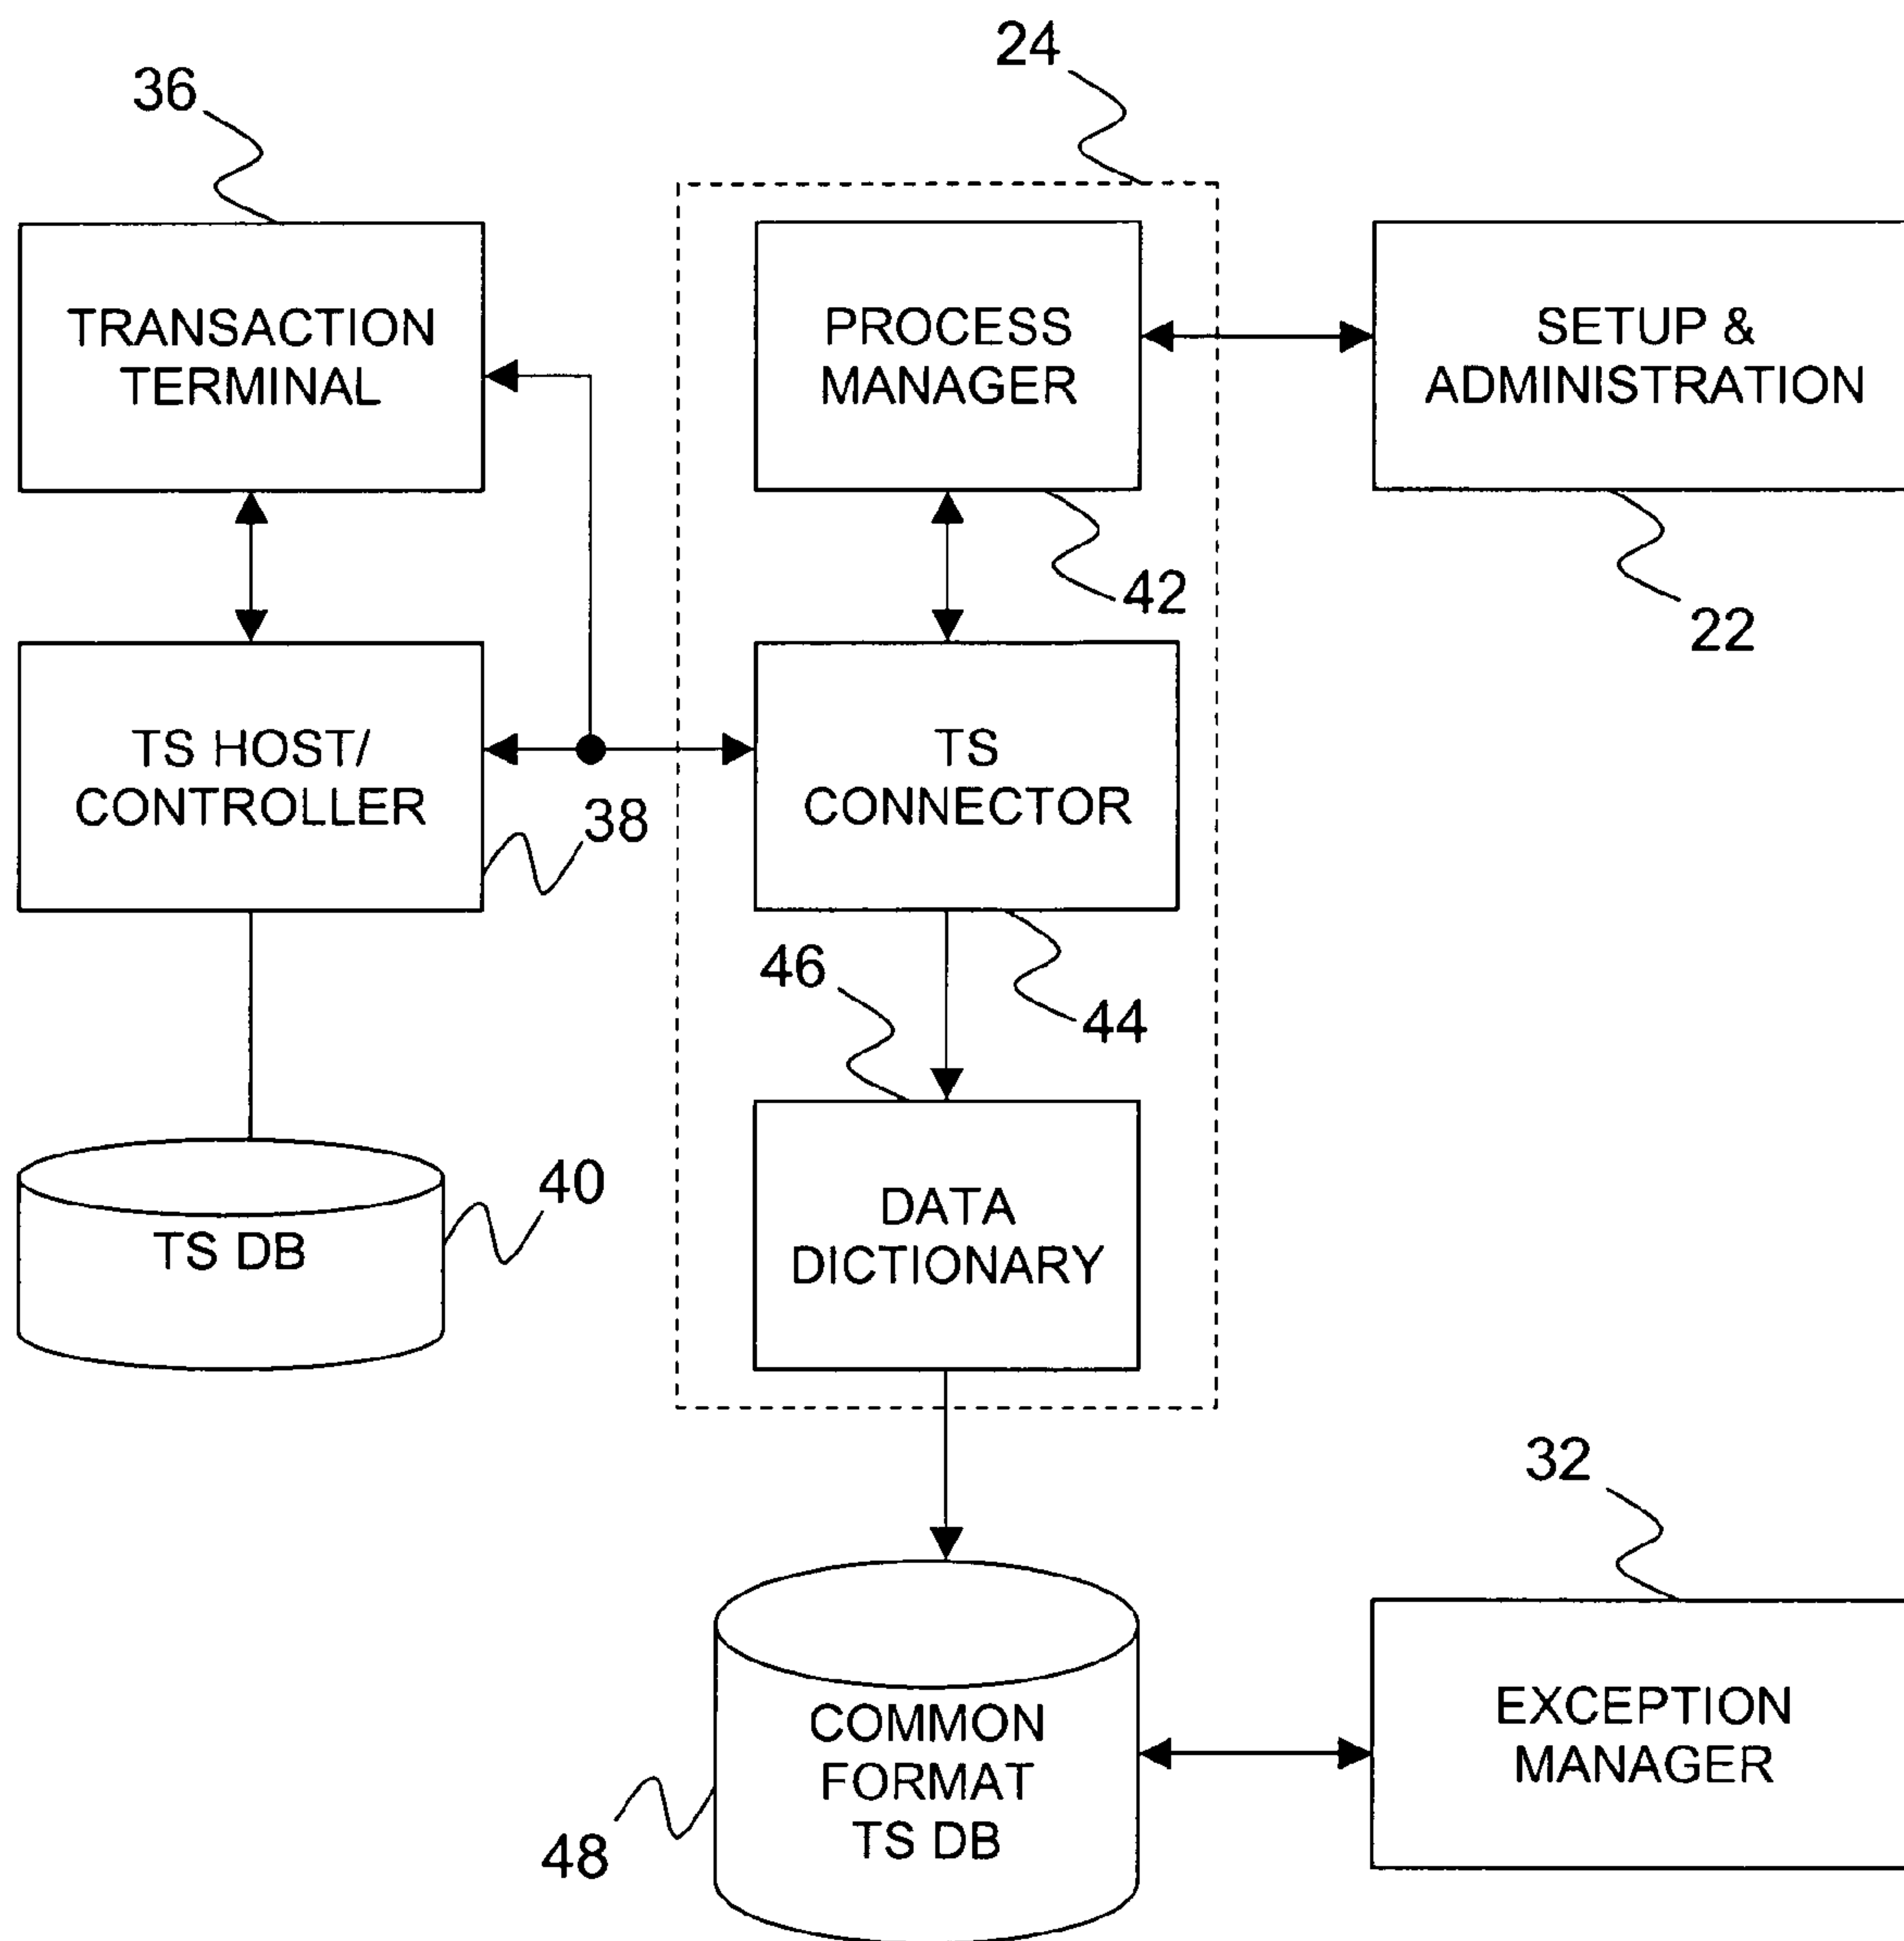 24
36
TRANSACTION
TERMINAL
PROCESS
MANAGER
SETUP &
ADMINISTRATION
42
22
TS HOST/
CONTROLLER
38
TS
CONNECTOR
46
44
40
TS DB
DATA
DICTIONARY
32
COMMON
FORMAT
TS DB
48
EXCEPTION
MANAGER